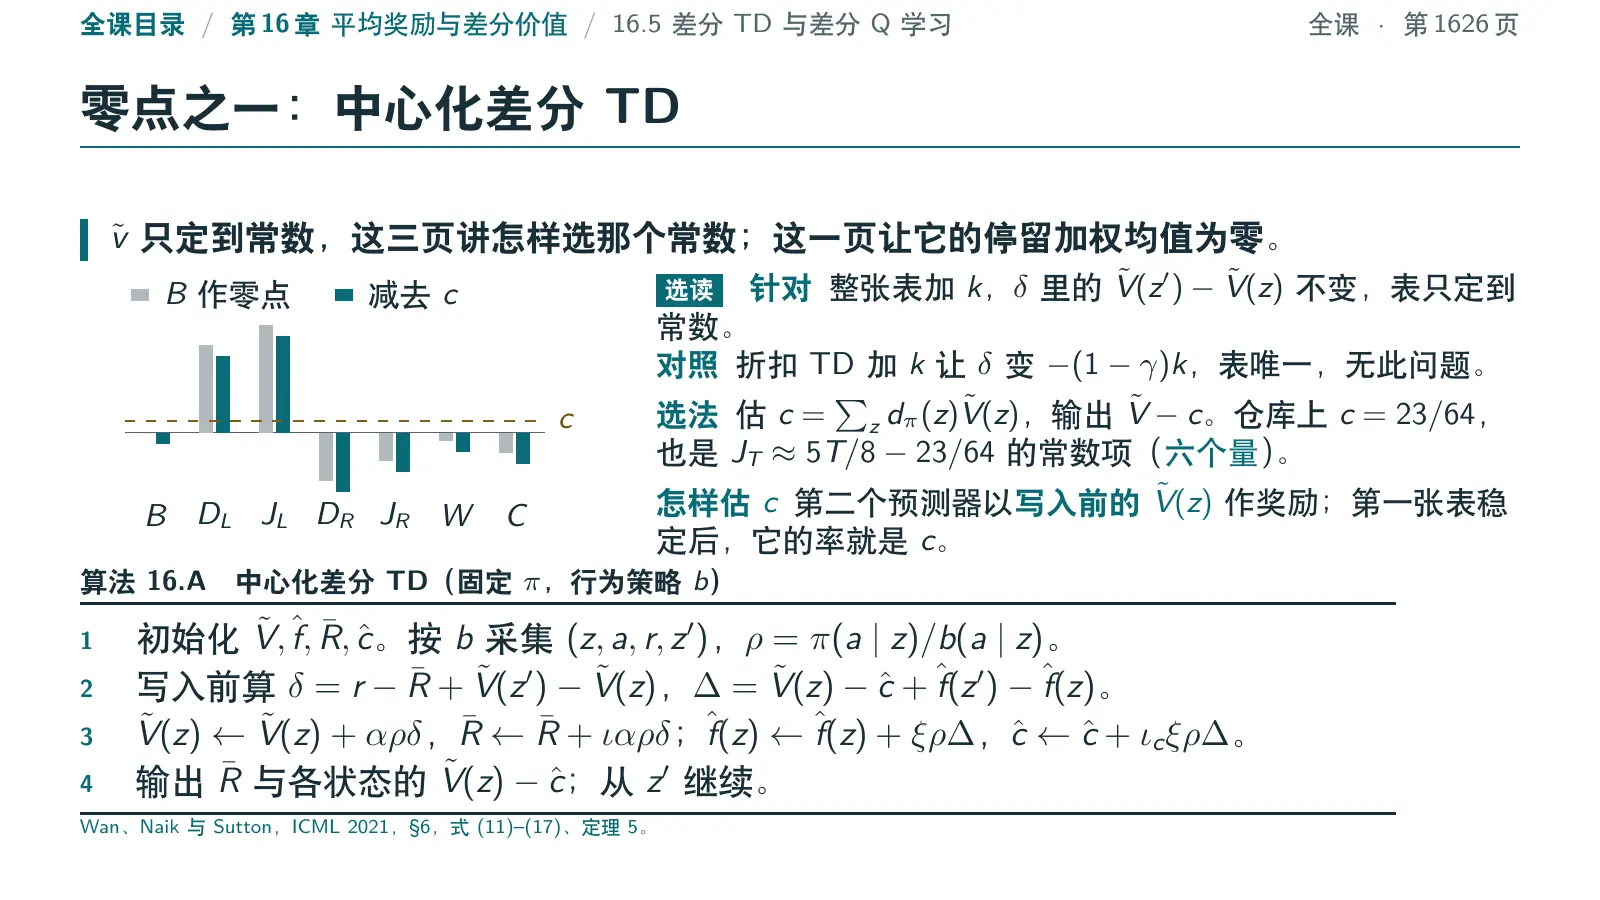 全课目录 / 第 16 章 平均奖励与差分价值 / 16.5 差分 TD 与差分 Q 学习
全课 · 第 1626 页
零点之一：中心化差分 TD
ṽ 只定到常数，这三页讲怎样选那个常数；这一页让它的停留加权均值为零。
B 作零点 减去 c
c
B D_L J_L D_R J_R W C
选读 针对 整张表加 k，δ 里的 Ṽ(z′) − Ṽ(z) 不变，表只定到
常数。
对照 折扣 TD 加 k 让 δ 变 −(1 − γ)k，表唯一，无此问题。
选法 估 c = ∑_z d_π(z)Ṽ(z)，输出 Ṽ − c。仓库上 c = 23/64，
也是 J_T ≈ 5T/8 − 23/64 的常数项（六个量）。
怎样估 c 第二个预测器以写入前的 Ṽ(z) 作奖励；第一张表稳
定后，它的率就是 c。
算法 16.A 中心化差分 TD（固定 π，行为策略 b）
1 初始化 Ṽ, f̂, R̄, ĉ。按 b 采集 (z, a, r, z′)，ρ = π(a | z)/b(a | z)。
2 写入前算 δ = r − R̄ + Ṽ(z′) − Ṽ(z)，Δ = Ṽ(z) − ĉ + f̂(z′) − f̂(z)。
3 Ṽ(z) ← Ṽ(z) + αρδ，R̄ ← R̄ + ιαρδ；f̂(z) ← f̂(z) + ξρΔ，ĉ ← ĉ + ι_cξρΔ。
4 输出 R̄ 与各状态的 Ṽ(z) − ĉ；从 z′ 继续。
Wan、Naik 与 Sutton，ICML 2021，§6，式 (11)–(17)、定理 5。